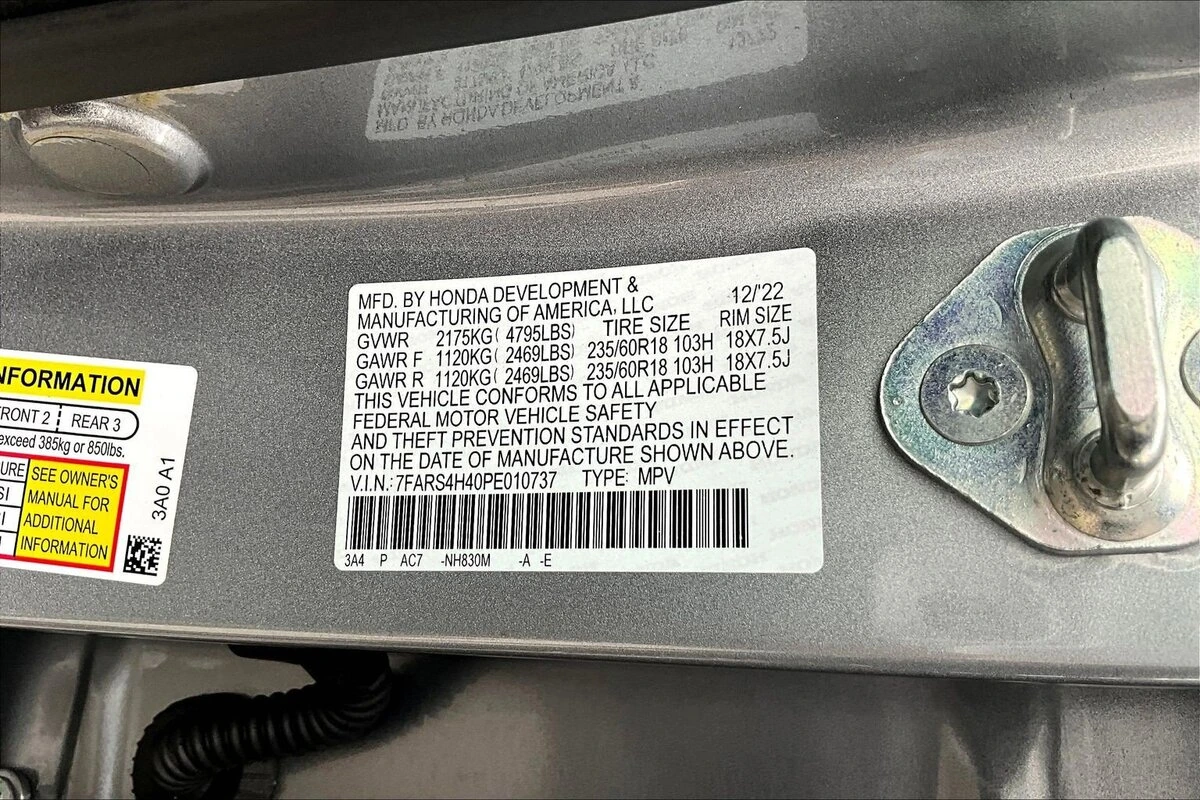 MFD. BY HONDA DEVELOPMENT &
MANUFACTURING OF AMERICA, LLC 12/'22
GVWR 2175KG( 4795LBS) TIRE SIZE RIM SIZE
GAWR F 1120KG( 2469LBS) 235/60R18 103H 18X7.5J
GAWR R 1120KG( 2469LBS) 235/60R18 103H 18X7.5J
THIS VEHICLE CONFORMS TO ALL APPLICABLE
FEDERAL MOTOR VEHICLE SAFETY
AND THEFT PREVENTION STANDARDS IN EFFECT
ON THE DATE OF MANUFACTURE SHOWN ABOVE.
V.I.N.: 7FARS4H40PE010737 TYPE: MPV
3A4 P AC7 -NH830M -A -E
NFORMATION
FRONT 2 REAR 3
exceed 385kg or 850lbs.
SEE OWNER'S
MANUAL FOR
ADDITIONAL
INFORMATION
3A0 A1